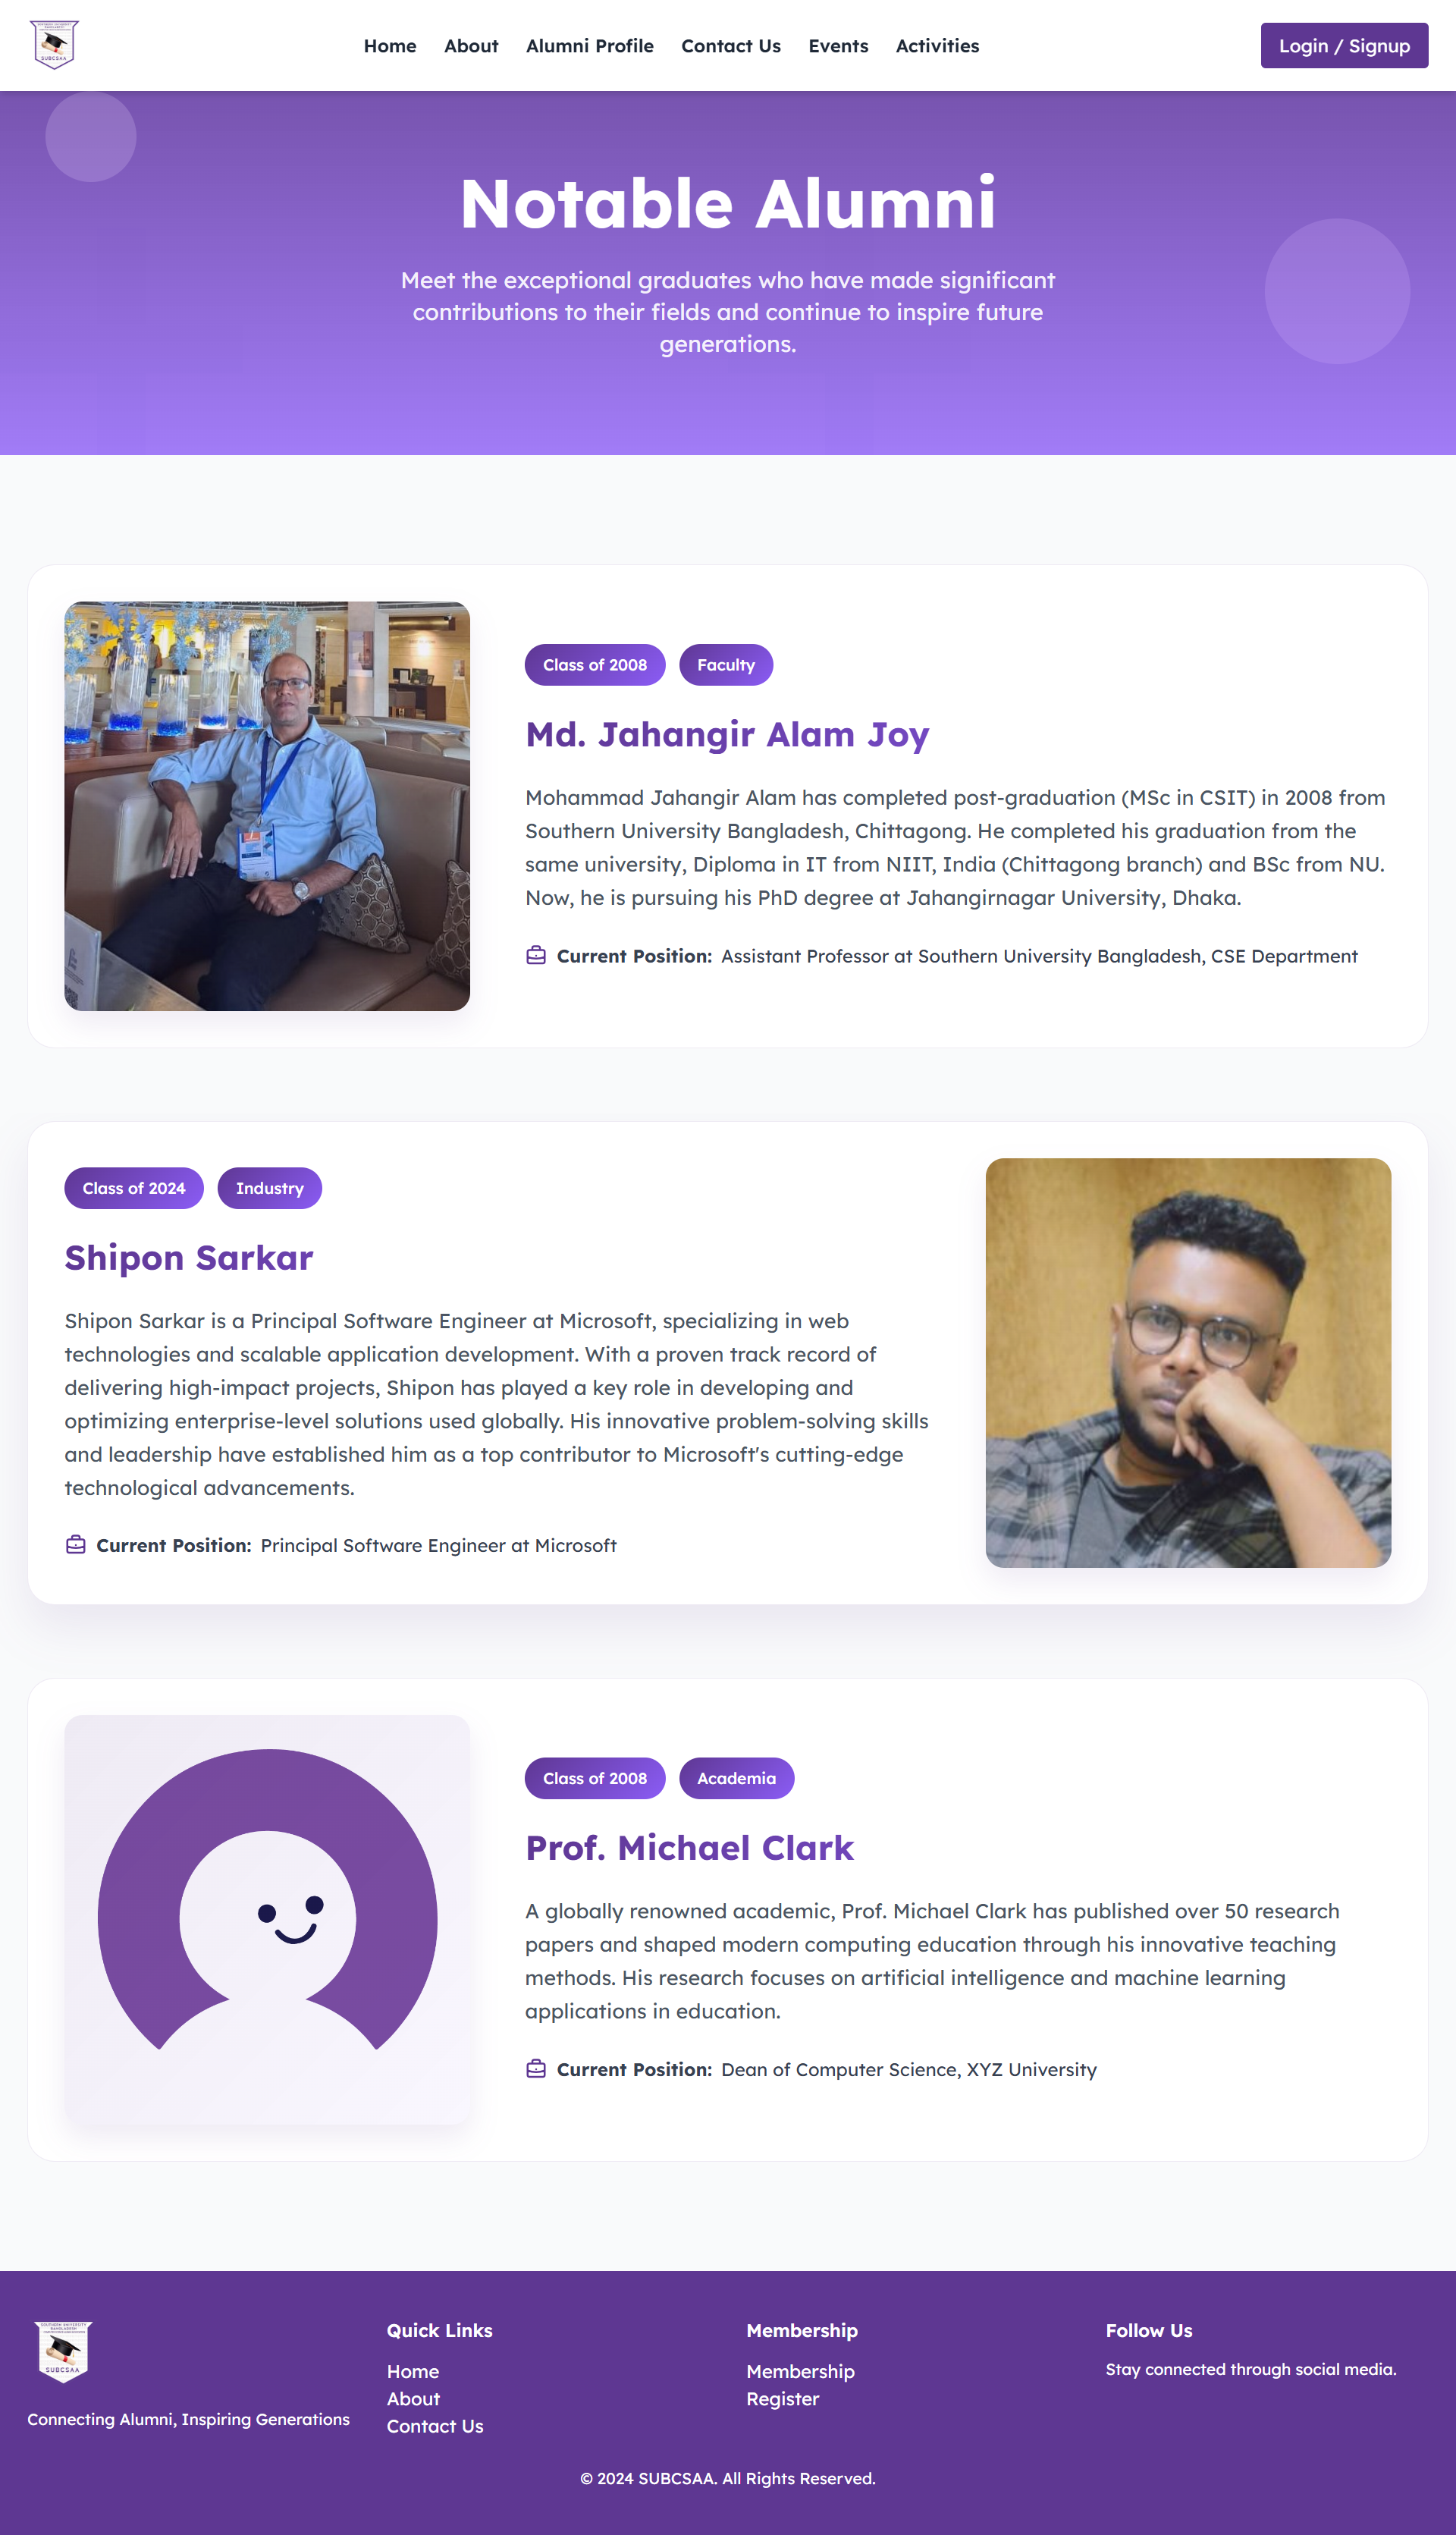 SUBCSAA
Home About Alumni Profile Contact Us Events Activities
Login / Signup
Notable Alumni
Meet the exceptional graduates who have made significant
contributions to their fields and continue to inspire future
generations.
Class of 2008 Faculty
Md. Jahangir Alam Joy
Mohammad Jahangir Alam has completed post-graduation (MSc in CSIT) in 2008 from
Southern University Bangladesh, Chittagong. He completed his graduation from the
same university, Diploma in IT from NIIT, India (Chittagong branch) and BSc from NU.
Now, he is pursuing his PhD degree at Jahangirnagar University, Dhaka.
Current Position: Assistant Professor at Southern University Bangladesh, CSE Department
Class of 2024 Industry
Shipon Sarkar
Shipon Sarkar is a Principal Software Engineer at Microsoft, specializing in web
technologies and scalable application development. With a proven track record of
delivering high-impact projects, Shipon has played a key role in developing and
optimizing enterprise-level solutions used globally. His innovative problem-solving skills
and leadership have established him as a top contributor to Microsoft's cutting-edge
technological advancements.
Current Position: Principal Software Engineer at Microsoft
Class of 2008 Academia
Prof. Michael Clark
A globally renowned academic, Prof. Michael Clark has published over 50 research
papers and shaped modern computing education through his innovative teaching
methods. His research focuses on artificial intelligence and machine learning
applications in education.
Current Position: Dean of Computer Science, XYZ University
SOUTHERN UNIVERSITY
BANGLADESH
SUBCSAA
Connecting Alumni, Inspiring Generations
Quick Links
Home
About
Contact Us
Membership
Membership
Register
Follow Us
Stay connected through social media.
© 2024 SUBCSAA. All Rights Reserved.